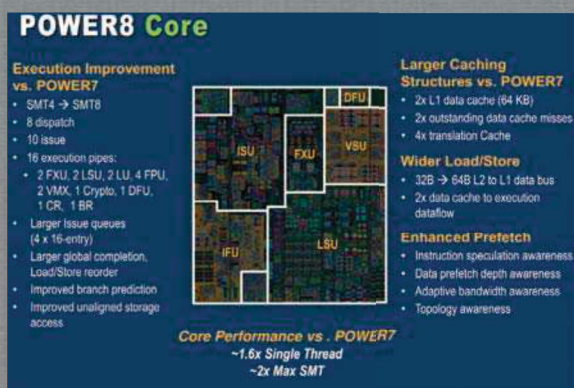 POWER8 Core
Execution Improvement
vs. POWER7
• SMT4 → SMT8
• 8 dispatch
• 10 issue
• 16 execution pipes:
• 2 FXU, 2 LSU, 2 LU, 4 FPU,
2 VMX, 1 Crypto, 1 DFU,
1 CR, 1 BR
• Larger Issue queues
(4 x 16-entry)
• Larger global completion,
Load/Store reorder
• Improved branch prediction
• Improved unaligned storage
access
DFU
ISU
FXU
VSU
IFU
LSU
Core Performance vs . POWER7
~1.6x Single Thread
~2x Max SMT
Larger Caching
Structures vs. POWER7
• 2x L1 data cache (64 KB)
• 2x outstanding data cache misses
• 4x translation Cache
Wider Load/Store
• 32B → 64B L2 to L1 data bus
• 2x data cache to execution
dataflow
Enhanced Prefetch
• Instruction speculation awareness
• Data prefetch depth awareness
• Adaptive bandwidth awareness
• Topology awareness